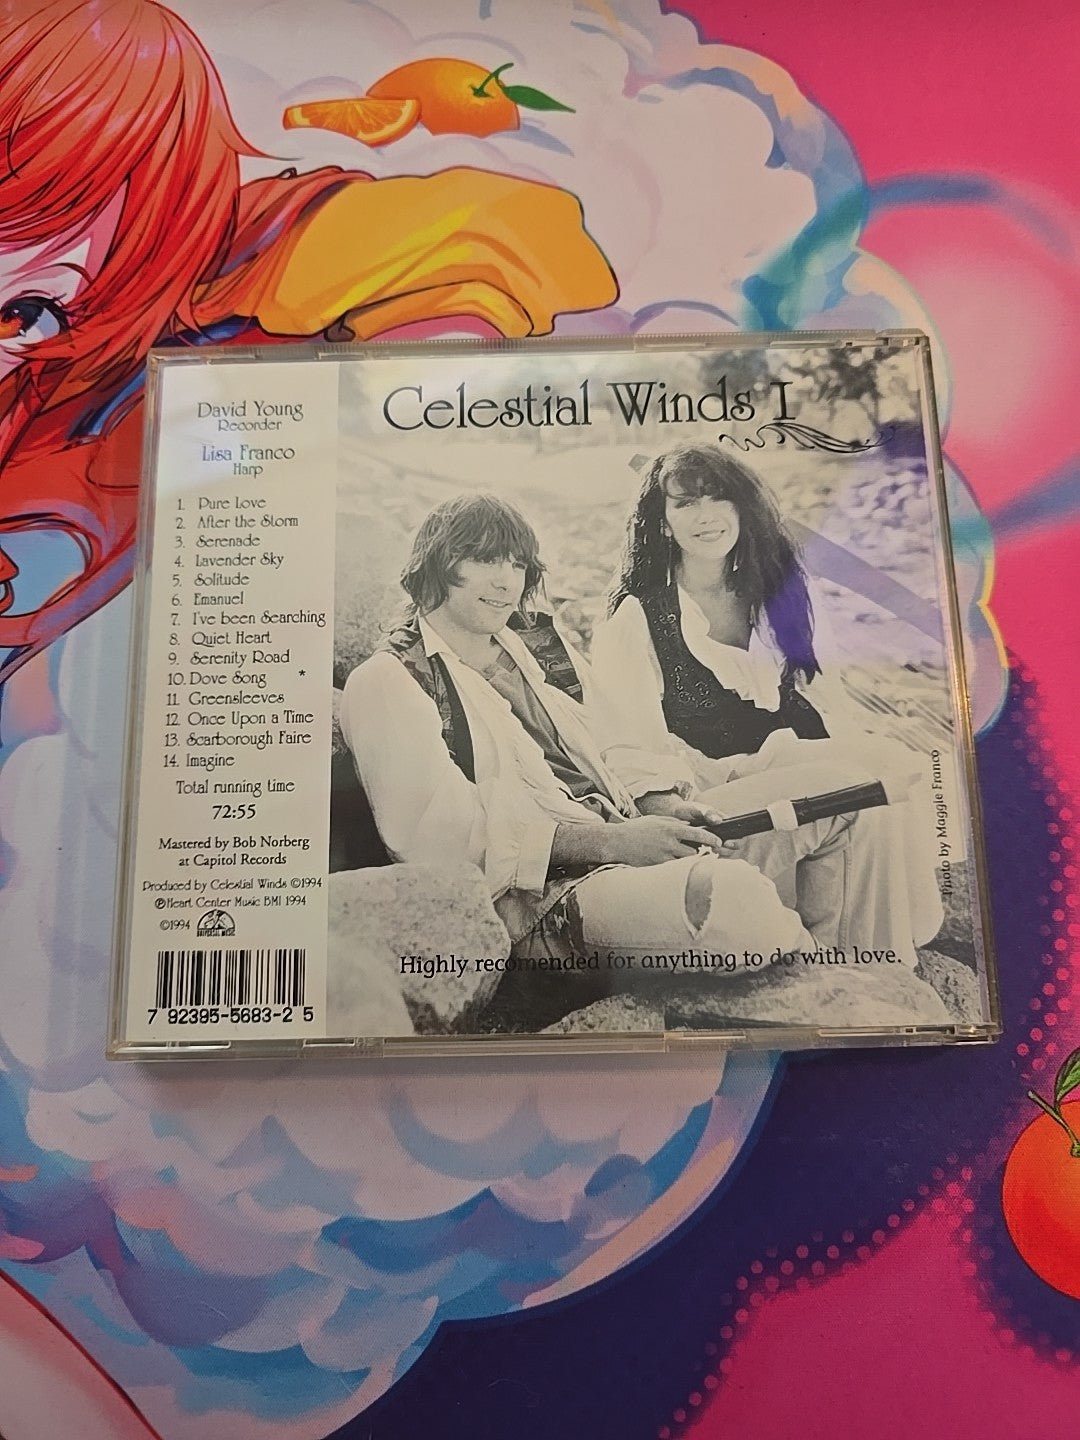 Celestial Winds I
David Young
Recorder
Lisa Franco
Harp
1. Pure Love
2. After the Storm
3. Serenade
4. Lavender Sky
5. Solitude
6. Emanuel
7. I've been Searching
8. Quiet Heart
9. Serenity Road
10. Dove Song *
11. Greensleeves
12. Once Upon a Time
13. Scarborough Faire
14. Imagine
Total running time
72:55
Mastered by Bob Norberg
at Capitol Records
Produced by Celestial Winds ©1994
℗Heart Center Music BMI 1994
©1994
7 92395-5683-2 5
Highly recomended for anything to do with love.
Photo by Maggie Franco